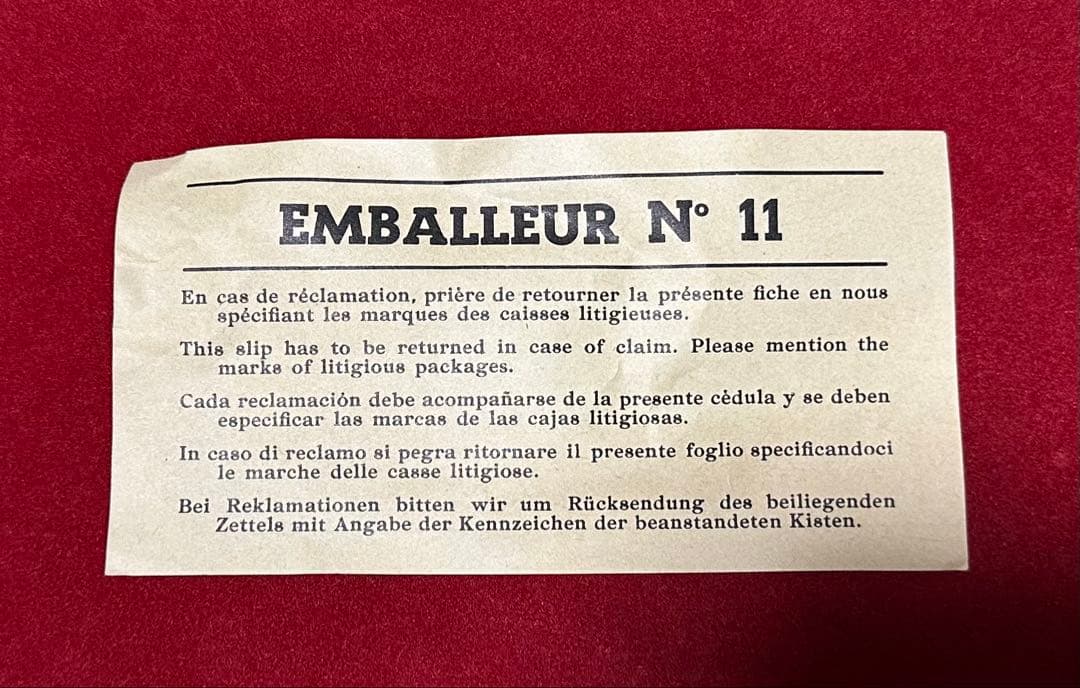 EMBALLEUR Nº 11
En cas de réclamation, prière de retourner la présente fiche en nous
spécifiant les marques des caisses litigieuses.
This slip has to be returned in case of claim. Please mention the
marks of litigious packages.
Cada reclamación debe acompañarse de la presente cèdula y se deben
especificar las marcas de las cajas litigiosas.
In caso di reclamo si pegra ritornare il presente foglio specificandoci
le marche delle casse litigiose.
Bei Reklamationen bitten wir um Rücksendung des beiliegenden
Zettels mit Angabe der Kennzeichen der beanstandeten Kisten.